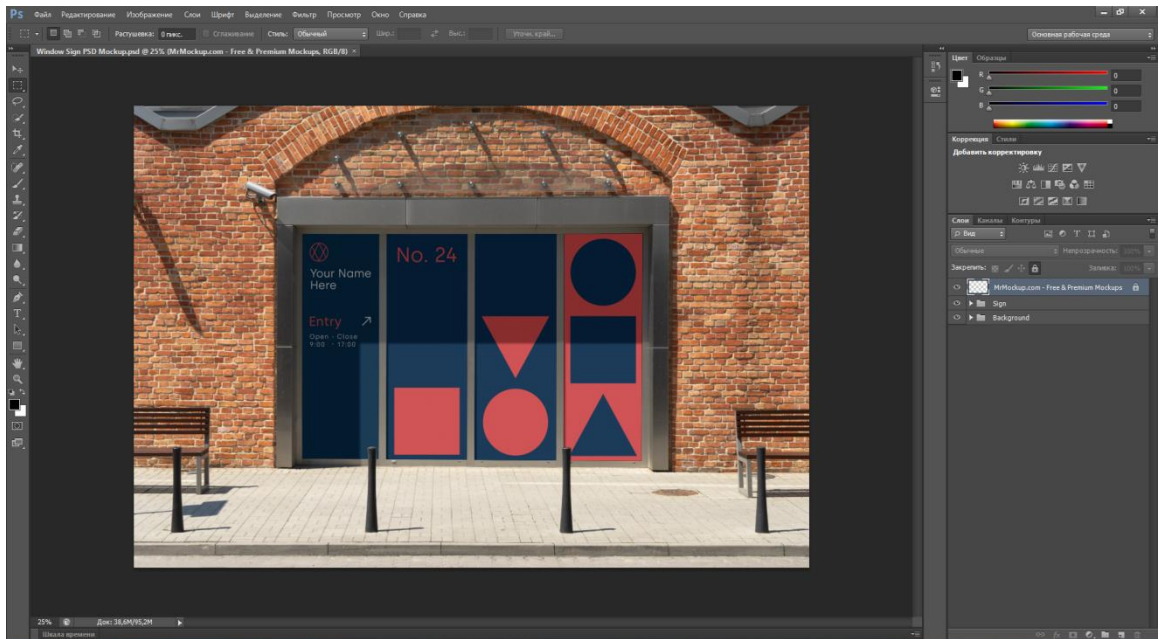 Ps Файл Редактирование Изображение Слои Шрифт Выделение Фильтр Просмотр Окно Справка
Растушевка: 0 пикс. Сглаживание Стиль: Обычный Шир.: Выс.: Уточн. край... Основная рабочая среда
Window Sign PSD Mockup.psd @ 25% (MrMockup.com - Free & Premium Mockups, RGB/8) ×
Цвет Образцы
R 0
G 0
B 0
Коррекция Стили
Добавить корректировку
Слои Каналы Контуры
Вид
Обычные Непрозрачность: 100%
Закрепить: Заливка: 100%
MrMockup.com - Free & Premium Mockups
Sign
Background
Your Name
Here
Entry
Open - Close
9:00 - 17:00
No. 24
25% Док: 38,6M/95,2M
Шкала времени